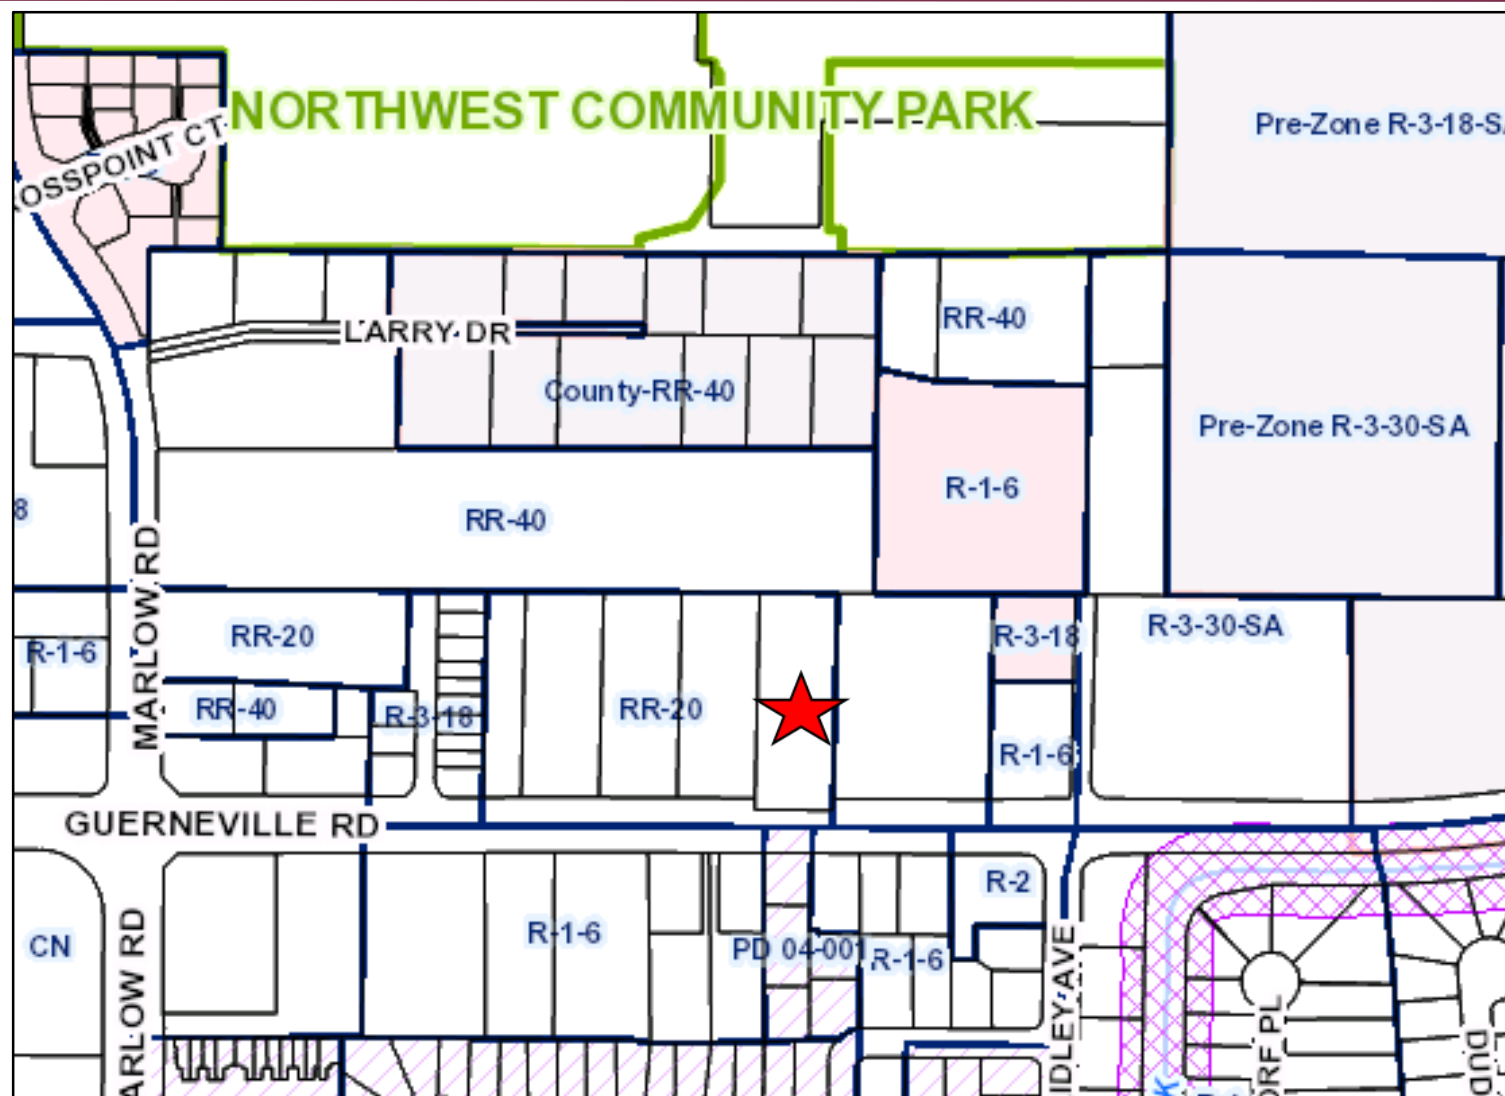 NORTHWEST COMMUNITY PARK
Pre-Zone R-3-18-S
OSSPOINT CT
LARRY DR
RR-40
County-RR-40
Pre-Zone R-3-30-SA
R-1-6
RR-40
8
MARLOW RD
R-1-6
RR-20
R-3-18
R-3-30-SA
RR-40
R-3-18
RR-20
R-1-6
GUERNEVILLE RD
R-2
CN
R-1-6
PD 04-001
R-1-6
ARLOW RD
IDLEY AVE
ORF PL
DUD
K